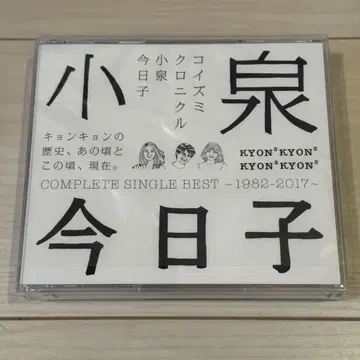 小泉
今日子
コイズミ
クロニクル
小泉
今日子
キョンキョンの
歴史、あの頃と
この頃、現在。
KYON² KYON²
KYON² KYON²
COMPLETE SINGLE BEST ~1982-2017~